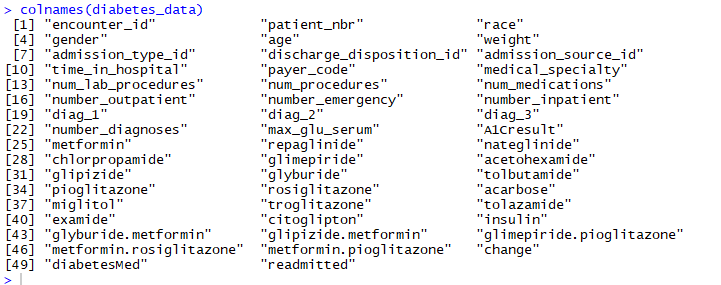 > colnames(diabetes_data)
[1] "encounter_id" "patient_nbr" "race"
[4] "gender" "age" "weight"
[7] "admission_type_id" "discharge_disposition_id" "admission_source_id"
[10] "time_in_hospital" "payer_code" "medical_specialty"
[13] "num_lab_procedures" "num_procedures" "num_medications"
[16] "number_outpatient" "number_emergency" "number_inpatient"
[19] "diag_1" "diag_2" "diag_3"
[22] "number_diagnoses" "max_glu_serum" "A1Cresult"
[25] "metformin" "repaglinide" "nateglinide"
[28] "chlorpropamide" "glimepiride" "acetohexamide"
[31] "glipizide" "glyburide" "tolbutamide"
[34] "pioglitazone" "rosiglitazone" "acarbose"
[37] "miglitol" "troglitazone" "tolazamide"
[40] "examide" "citoglipton" "insulin"
[43] "glyburide.metformin" "glipizide.metformin" "glimepiride.pioglitazone"
[46] "metformin.rosiglitazone" "metformin.pioglitazone" "change"
[49] "diabetesMed" "readmitted"
>